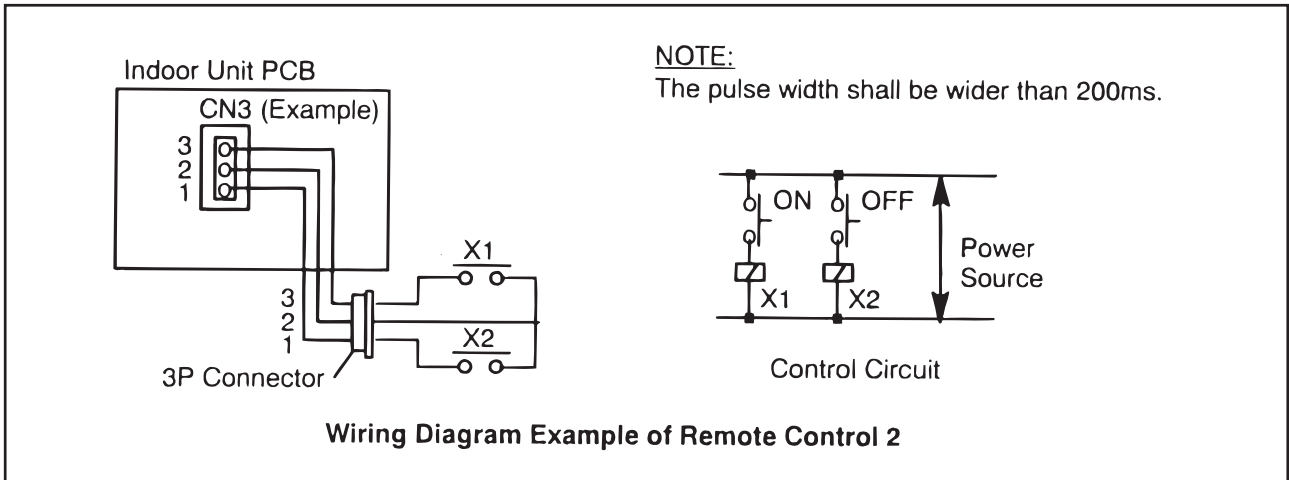 Indoor Unit PCB
CN3 (Example)
3
2
1
X1
3
2
1
X2
3P Connector
NOTE:
The pulse width shall be wider than 200ms.
ON
OFF
Power
Source
X1
X2
Control Circuit
Wiring Diagram Example of Remote Control 2